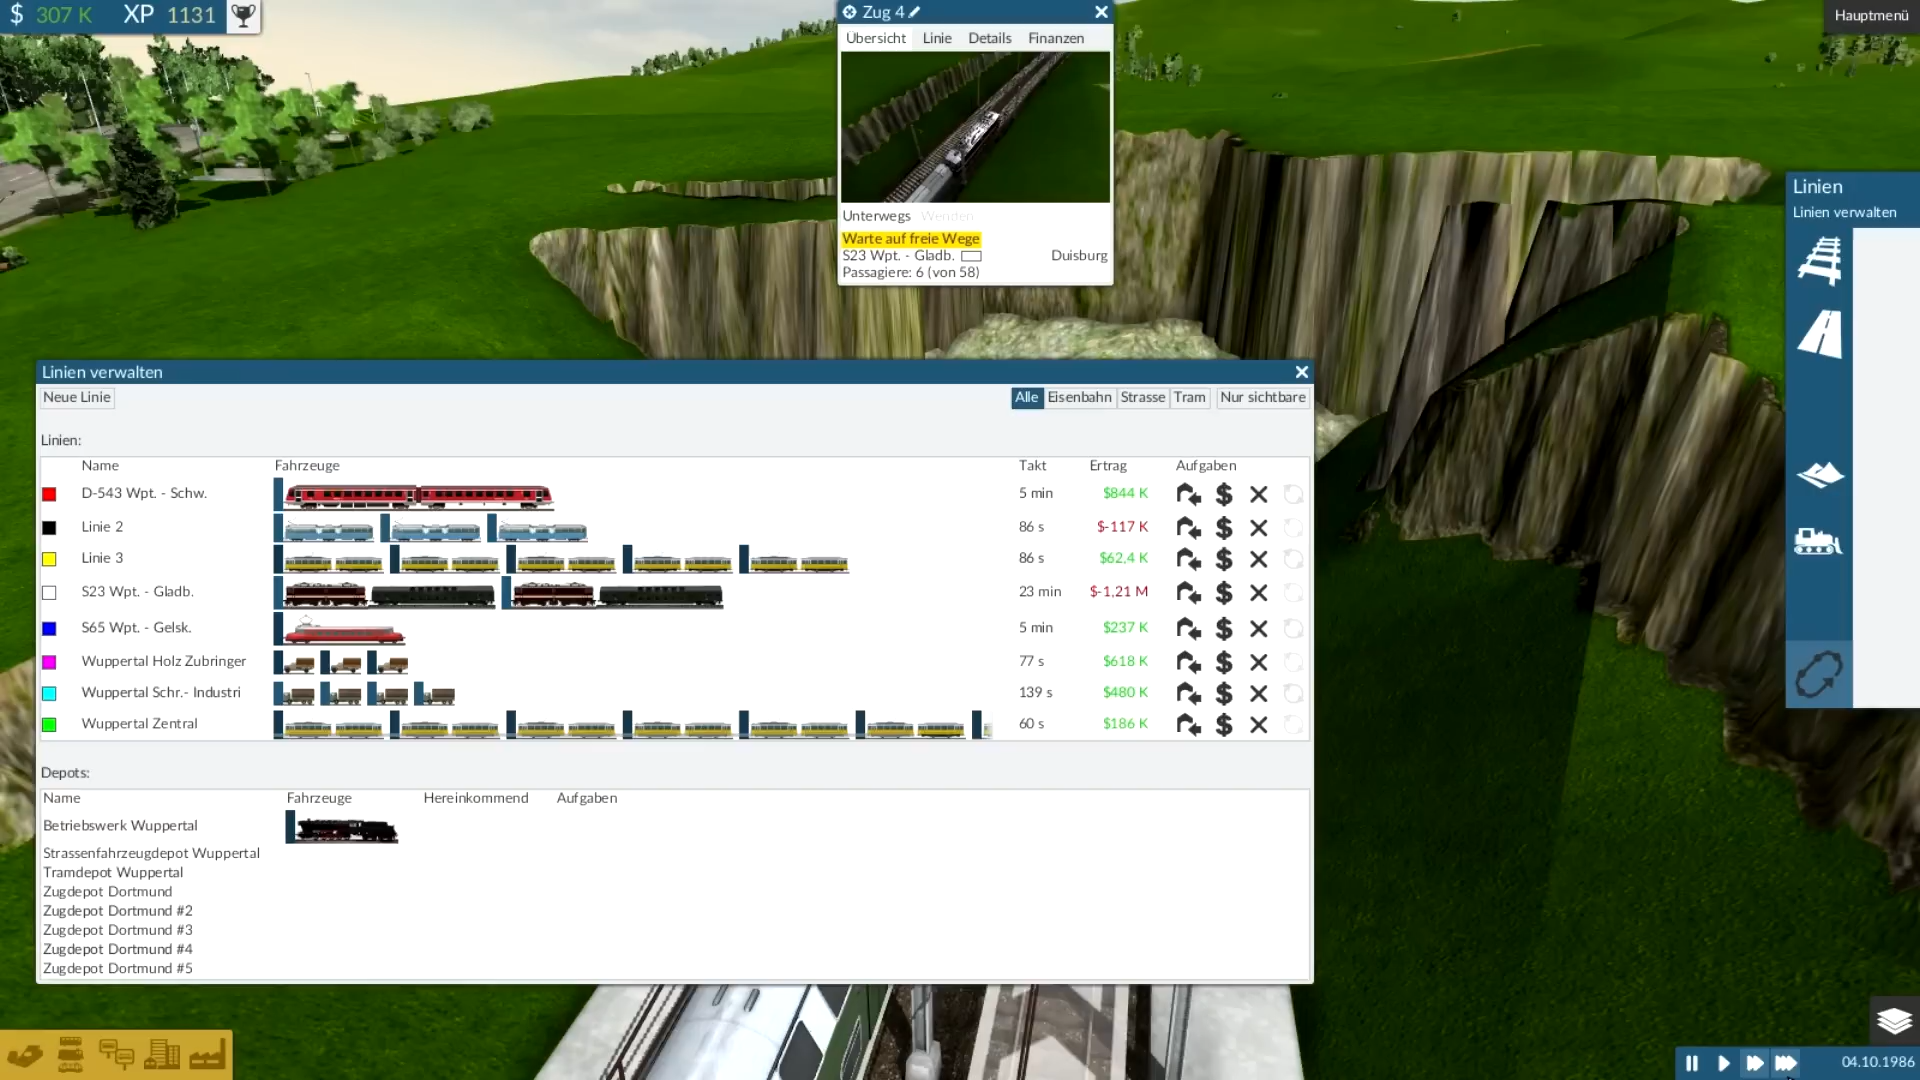 $ 307 K XP 1131
Zug 4
Hauptmenü
Übersicht Linie Details Finanzen
Unterwegs Wenden
Warte auf freie Wege
S23 Wpt. - Gladb. Duisburg
Passagiere: 6 (von 58)
Linien
Linien verwalten
Linien verwalten
Neue Linie Alle Eisenbahn Strasse Tram Nur sichtbare
Linien:
Name Fahrzeuge Takt Ertrag Aufgaben
D-543 Wpt. - Schw. 5 min $844 K $
Linie 2 86 s $-117 K $
Linie 3 86 s $62,4 K $
S23 Wpt. - Gladb. 23 min $-1,21 M $
S65 Wpt. - Gelsk. 5 min $237 K $
Wuppertal Holz Zubringer 77 s $618 K $
Wuppertal Schr.- Industri 139 s $480 K $
Wuppertal Zentral 60 s $186 K $
Depots:
Name Fahrzeuge Hereinkommend Aufgaben
Betriebswerk Wuppertal
Strassenfahrzeugdepot Wuppertal
Tramdepot Wuppertal
Zugdepot Dortmund
Zugdepot Dortmund #2
Zugdepot Dortmund #3
Zugdepot Dortmund #4
Zugdepot Dortmund #5
04.10.1986